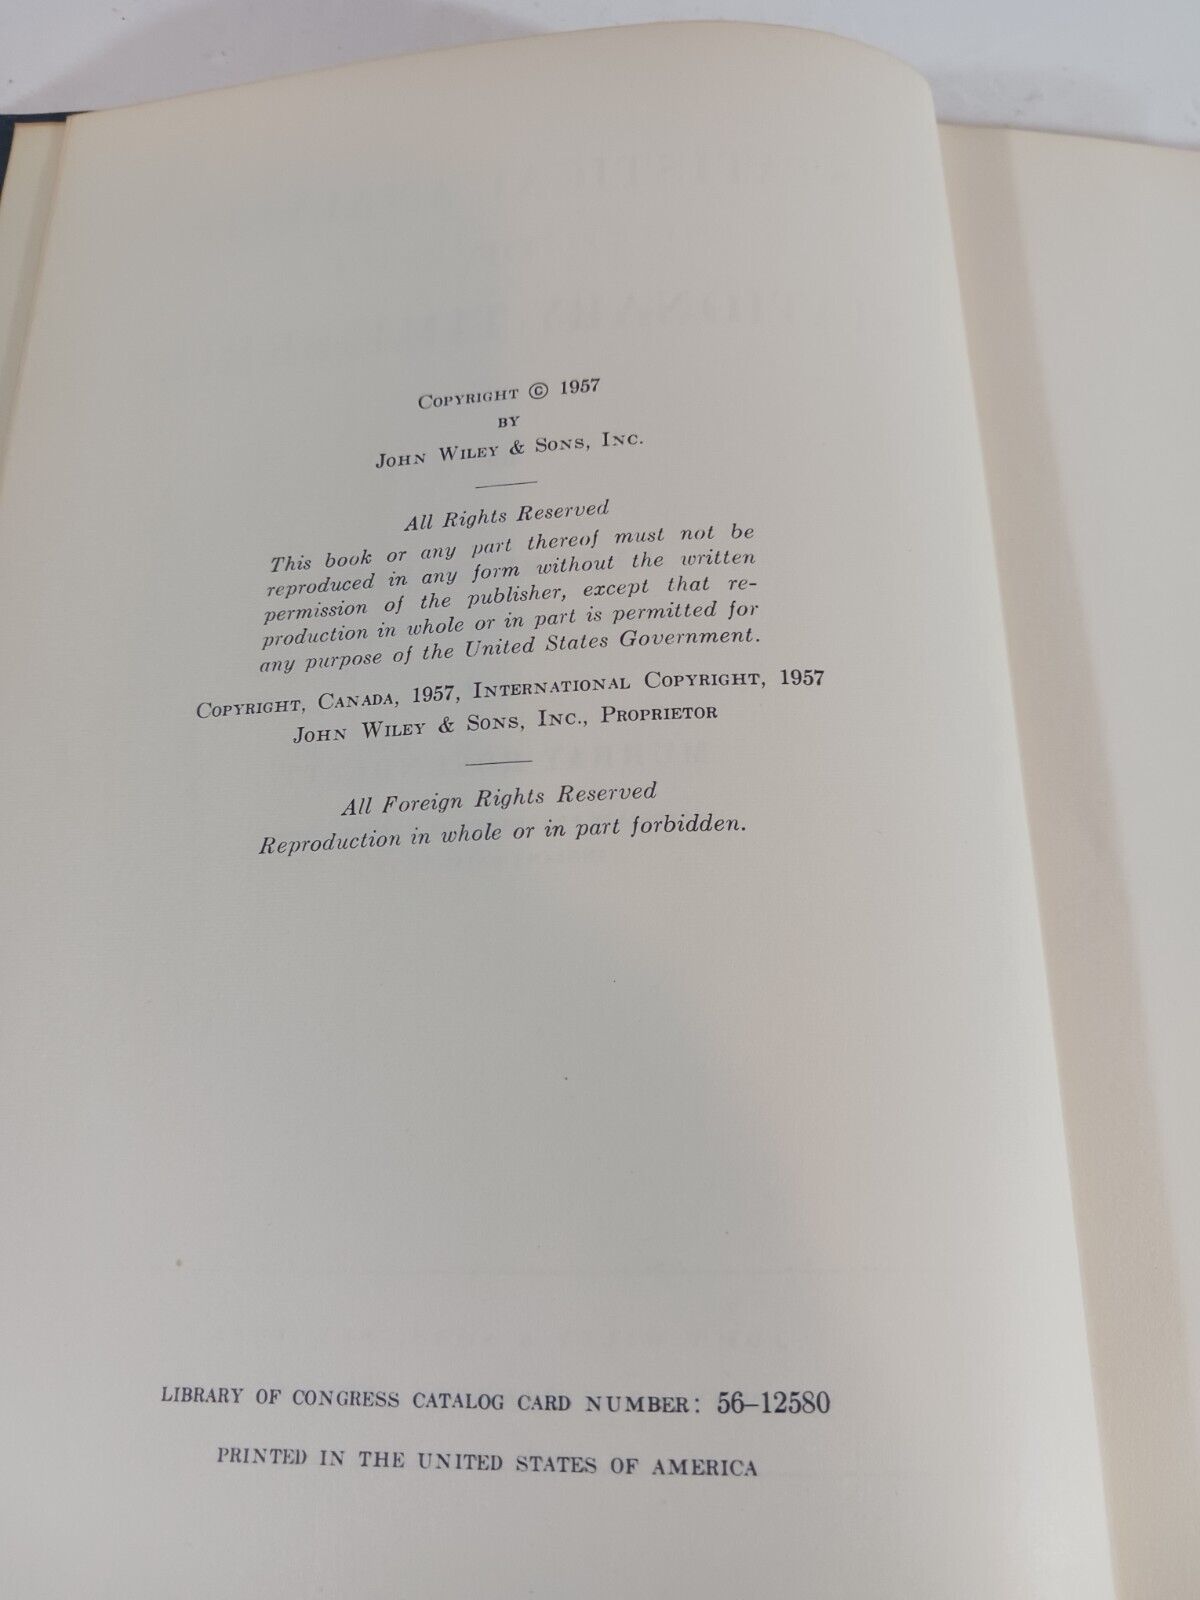 Copyright © 1957
by
John Wiley & Sons, Inc.
All Rights Reserved
This book or any part thereof must not be
reproduced in any form without the written
permission of the publisher, except that re-
production in whole or in part is permitted for
any purpose of the United States Government.
Copyright, Canada, 1957, International Copyright, 1957
John Wiley & Sons, Inc., Proprietor
All Foreign Rights Reserved
Reproduction in whole or in part forbidden.
LIBRARY OF CONGRESS CATALOG CARD NUMBER: 56-12580
PRINTED IN THE UNITED STATES OF AMERICA